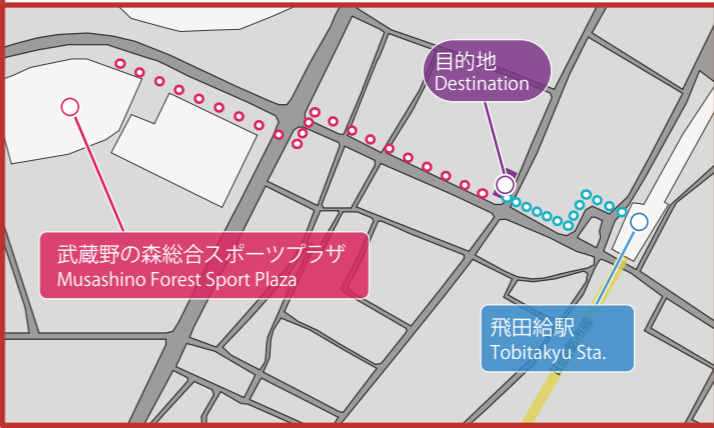 目的地
Destination
武蔵野の森総合スポーツプラザ
Musashino Forest Sport Plaza
飛田給駅
Tobitakyu Sta.